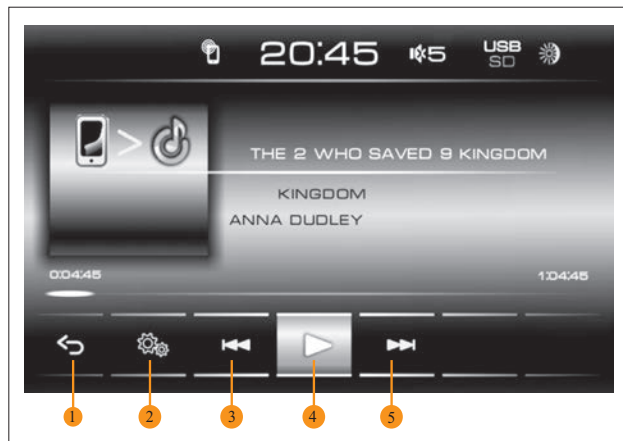 20:45
5
USB
SD
THE 2 WHO SAVED 9 KINGDOM
KINGDOM
ANNA DUDLEY
0:04:45
1:04:45
1
2
3
4
5